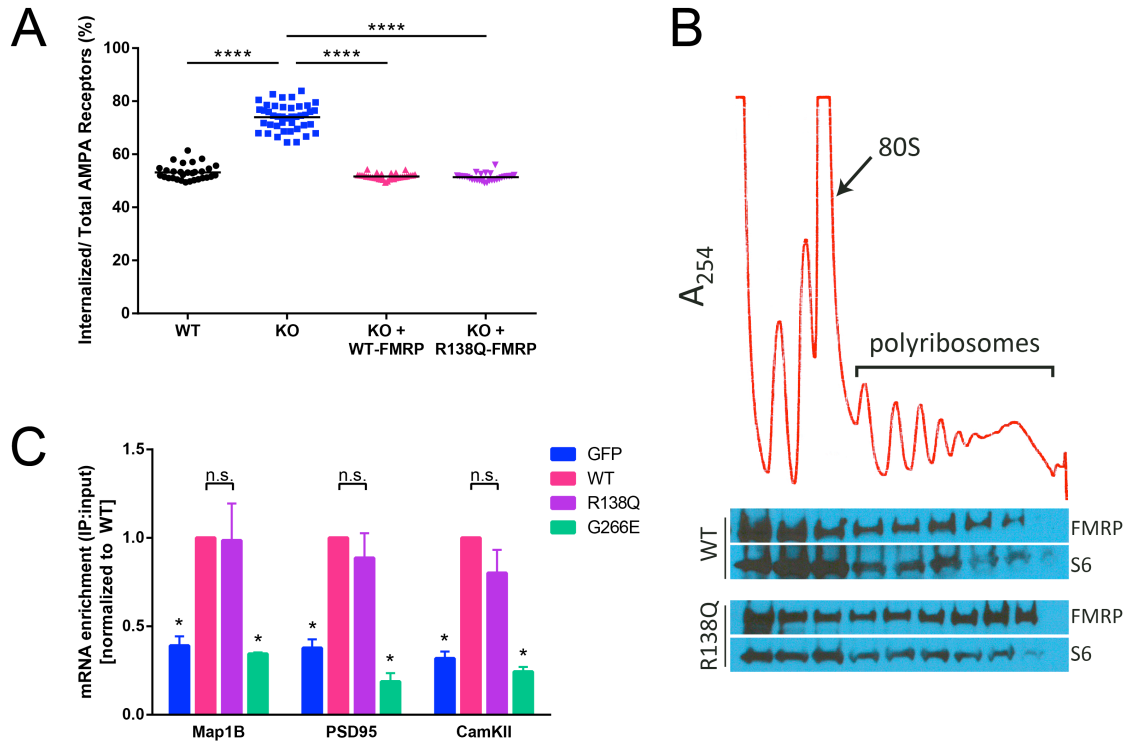 A
Internalized/ Total AMPA Receptors (%)
100
80
60
40
20
0
****
****
****
WT
KO
KO +
WT-FMRP
KO +
R138Q-FMRP
B
A254
80S
polyribosomes
WT
FMRP
S6
R138Q
FMRP
S6
C
mRNA enrichment (IP:input)
[normalized to WT]
1.5
1.0
0.5
0.0
n.s.
n.s.
n.s.
*
*
*
*
*
*
Map1B
PSD95
CamKII
GFP
WT
R138Q
G266E